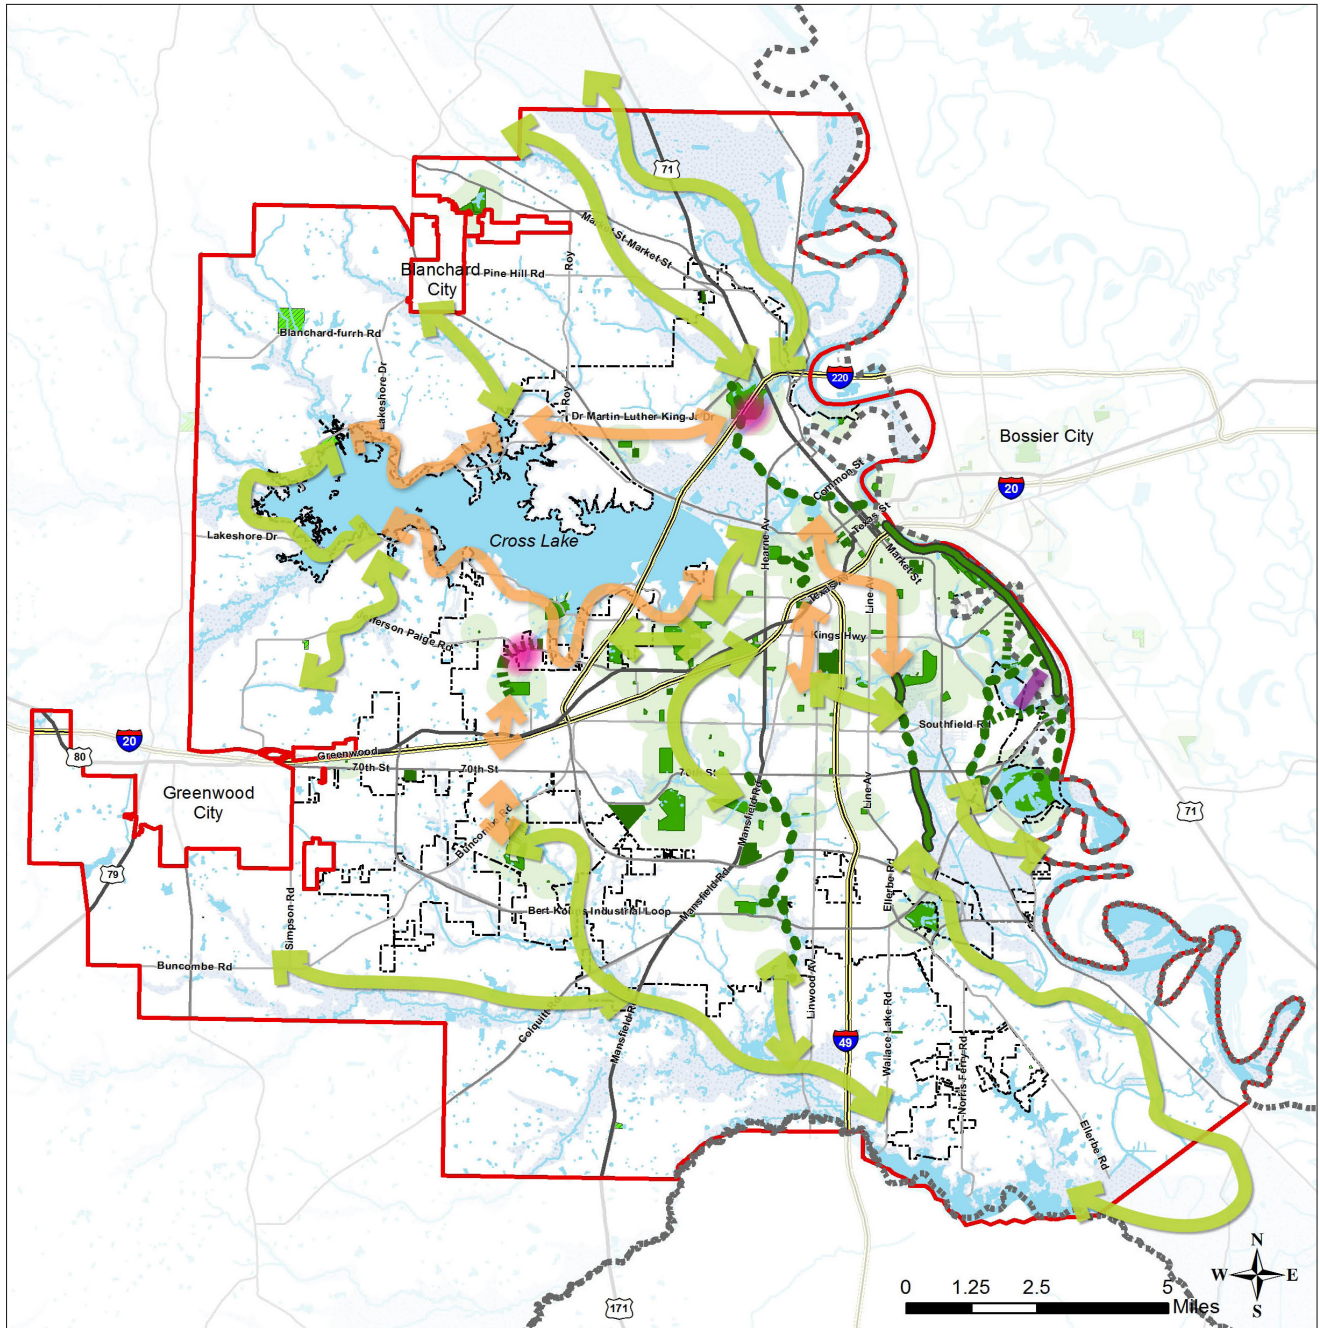 71
Market St-Market St
Roy
Blanchard
City
Pine Hill Rd
Blanchard-furrh Rd
Lakeshore Dr
Roy
220
Dr Martin Luther King Jr Dr
Bossier City
20
Common St
Texas St
Hearne Av
Market St
Lakeshore Dr
Cross Lake
Line Av
Kings Hwy
Southfield Rd
20
80
Greenwood
70th St
70th St
70th St
Greenwood
City
Line Av
Mansfield Rd
71
79
Ellerbe Rd
Simpson Rd
Mansfield Rd
Bert Kouns Industrial Loop
Buncombe Rd
Linwood Av
Wallace Lake Rd
49
Norris Ferry Rd
Ellerbe Rd
171
N
W E
S
0 1.25 2.5 5
Miles